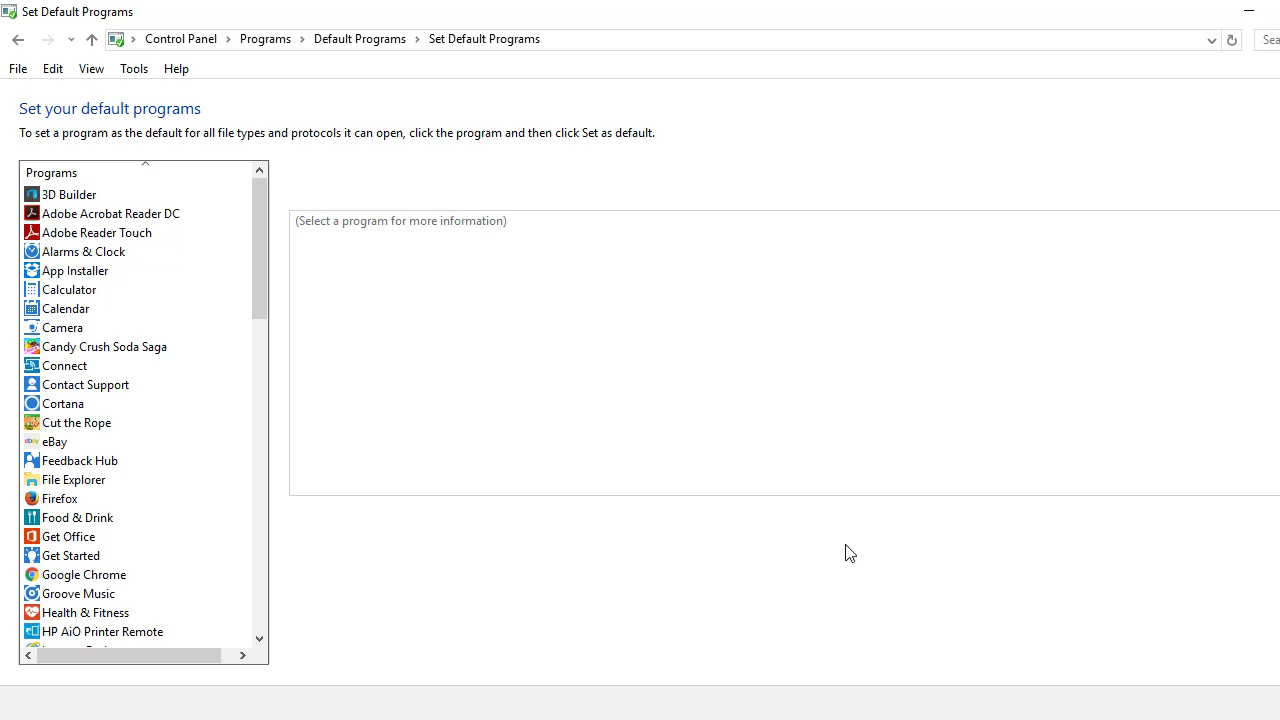 Set Default Programs
Control Panel > Programs > Default Programs > Set Default Programs
File Edit View Tools Help
Set your default programs
To set a program as the default for all file types and protocols it can open, click the program and then click Set as default.
Programs
(Select a program for more information)
3D Builder
Adobe Acrobat Reader DC
Adobe Reader Touch
Alarms & Clock
App Installer
Calculator
Calendar
Camera
Candy Crush Soda Saga
Connect
Contact Support
Cortana
Cut the Rope
eBay
Feedback Hub
File Explorer
Firefox
Food & Drink
Get Office
Get Started
Google Chrome
Groove Music
Health & Fitness
HP AiO Printer Remote